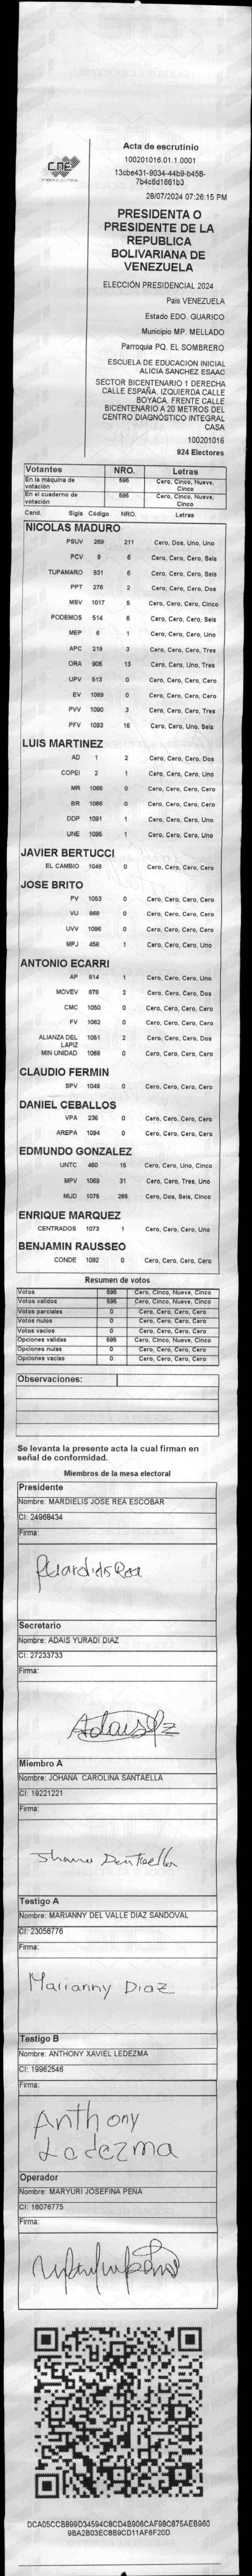 CNE
Acta de escrutinio
100201016.01.1.0001
13cbe431-9034-44b9-b458-
7b4c6d1661b3
28/07/2024 07:26:15 PM
PRESIDENTA O
PRESIDENTE DE LA
REPUBLICA
BOLIVARIANA DE
VENEZUELA
ELECCIÓN PRESIDENCIAL 2024
Pais VENEZUELA
Estado EDO. GUARICO
Municipio MP. MELLADO
Parroquia PQ. EL SOMBRERO
ESCUELA DE EDUCACION INICIAL
ALICIA SANCHEZ ESAAC
SECTOR BICENTENARIO 1 DERECHA
CALLE ESPAÑA. IZQUIERDA CALLE
BOYACA. FRENTE CALLE
BICENTENARIO A 20 METROS DEL
CENTRO DIAGNÓSTICO INTEGRAL
CASA
100201016
924 Electores
Votantes NRO. Letras
En la máquina de votación 595 Cero, Cinco, Nueve, Cinco
En el cuaderno de votación 595 Cero, Cinco, Nueve, Cinco
Cand. Sigla Código NRO. Letras
NICOLAS MADURO
PSUV 269 211 Cero, Dos, Uno, Uno
PCV 9 6 Cero, Cero, Cero, Seis
TUPAMARO 931 6 Cero, Cero, Cero, Seis
PPT 276 2 Cero, Cero, Cero, Dos
MSV 1017 5 Cero, Cero, Cero, Cinco
PODEMOS 514 6 Cero, Cero, Cero, Seis
MEP 6 1 Cero, Cero, Cero, Uno
APC 219 3 Cero, Cero, Cero, Tres
ORA 906 13 Cero, Cero, Uno, Tres
UPV 613 0 Cero, Cero, Cero, Cero
EV 1089 0 Cero, Cero, Cero, Cero
PVV 1090 3 Cero, Cero, Cero, Tres
PFV 1093 16 Cero, Cero, Uno, Seis
LUIS MARTINEZ
AD 1 2 Cero, Cero, Cero, Dos
COPEI 2 1 Cero, Cero, Cero, Uno
MR 1065 0 Cero, Cero, Cero, Cero
BR 1066 0 Cero, Cero, Cero, Cero
DDP 1091 1 Cero, Cero, Cero, Uno
UNE 1095 1 Cero, Cero, Cero, Uno
JAVIER BERTUCCI
EL CAMBIO 1048 0 Cero, Cero, Cero, Cero
JOSE BRITO
PV 1053 0 Cero, Cero, Cero, Cero
VU 969 0 Cero, Cero, Cero, Cero
UVV 1096 0 Cero, Cero, Cero, Cero
MPJ 458 1 Cero, Cero, Cero, Uno
ANTONIO ECARRI
AP 914 1 Cero, Cero, Cero, Uno
MOVEV 879 2 Cero, Cero, Cero, Dos
CMC 1050 0 Cero, Cero, Cero, Cero
FV 1062 0 Cero, Cero, Cero, Cero
ALIANZA DEL LAPIZ 1051 2 Cero, Cero, Cero, Dos
MIN UNIDAD 1068 0 Cero, Cero, Cero, Cero
CLAUDIO FERMIN
SPV 1049 0 Cero, Cero, Cero, Cero
DANIEL CEBALLOS
VPA 236 0 Cero, Cero, Cero, Cero
AREPA 1094 0 Cero, Cero, Cero, Cero
EDMUNDO GONZALEZ
UNTC 460 15 Cero, Cero, Uno, Cinco
MPV 1069 31 Cero, Cero, Tres, Uno
MUD 1075 265 Cero, Dos, Seis, Cinco
ENRIQUE MARQUEZ
CENTRADOS 1073 1 Cero, Cero, Cero, Uno
BENJAMIN RAUSSEO
CONDE 1092 0 Cero, Cero, Cero, Cero
Resumen de votos
Votos 595 Cero, Cinco, Nueve, Cinco
Votos validos 595 Cero, Cinco, Nueve, Cinco
Votos parciales 0 Cero, Cero, Cero, Cero
Votos nulos 0 Cero, Cero, Cero, Cero
Votos vacios 0 Cero, Cero, Cero, Cero
Opciones validas 595 Cero, Cinco, Nueve, Cinco
Opciones nulas 0 Cero, Cero, Cero, Cero
Opciones vacias 0 Cero, Cero, Cero, Cero
Observaciones:
Se levanta la presente acta la cual firman en
señal de conformidad.
Miembros de la mesa electoral
Presidente
Nombre: MARDIELIS JOSE REA ESCOBAR
CI: 24968434
Firma:
Secretario
Nombre: ADAIS YURADI DIAZ
CI: 27233733
Firma:
Miembro A
Nombre: JOHANA CAROLINA SANTAELLA
CI: 19221221
Firma:
Testigo A
Nombre: MARIANNY DEL VALLE DIAZ SANDOVAL
CI: 23058776
Firma:
Marianny Diaz
Testigo B
Nombre: ANTHONY XAVIEL LEDEZMA
CI: 19962546
Firma:
Anthony
Ledezma
Operador
Nombre: MARYURI JOSEFINA PENA
CI: 16076775
Firma:
DCA05CCB899D34594C8CD4B906CAF98C875AEB960
9BA2B03EC8B9CD11AF6F20D